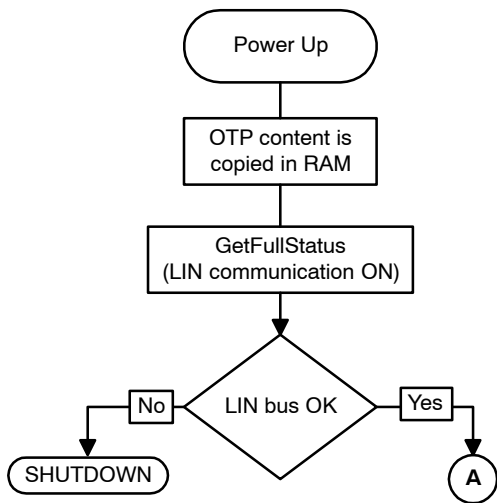 Power Up
OTP content is
copied in RAM
GetFullStatus
(LIN communication ON)
No
LIN bus OK
Yes
SHUTDOWN
A